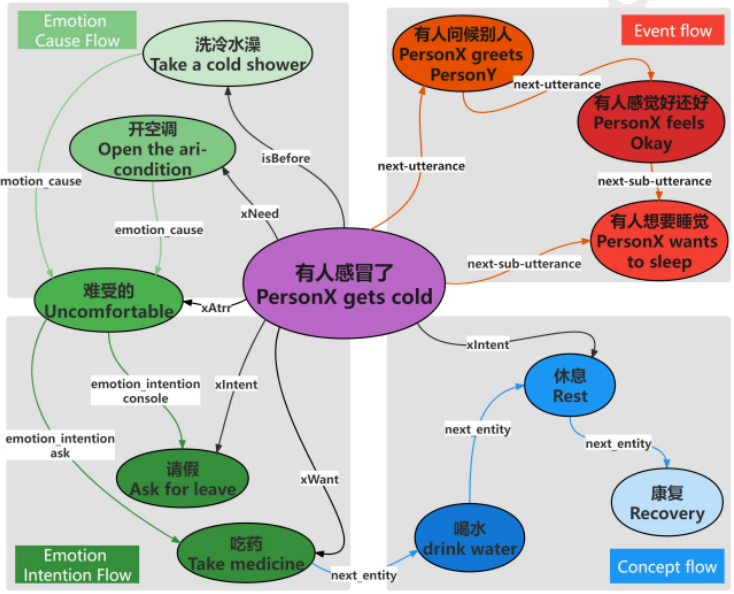 Emotion
Cause Flow
洗冷水澡
Take a cold shower
开空调
Open the ari-
condition
emotion_cause
emotion_cause
isBefore
xNeed
难受的
Uncomfortable
xAtrr
有人感冒了
PersonX gets cold
有人问候别人
PersonX greets
PersonY
Event flow
next-utterance
有人感觉好还好
PersonX feels
Okay
next-utterance
next-sub-utterance
有人想要睡觉
PersonX wants
to sleep
next-sub-utterance
emotion_intention
console
xIntent
emotion_intention
ask
请假
Ask for leave
xWant
吃药
Take medicine
Emotion
Intention Flow
xIntent
休息
Rest
next_entity
next_entity
康复
Recovery
喝水
drink water
next_entity
Concept flow